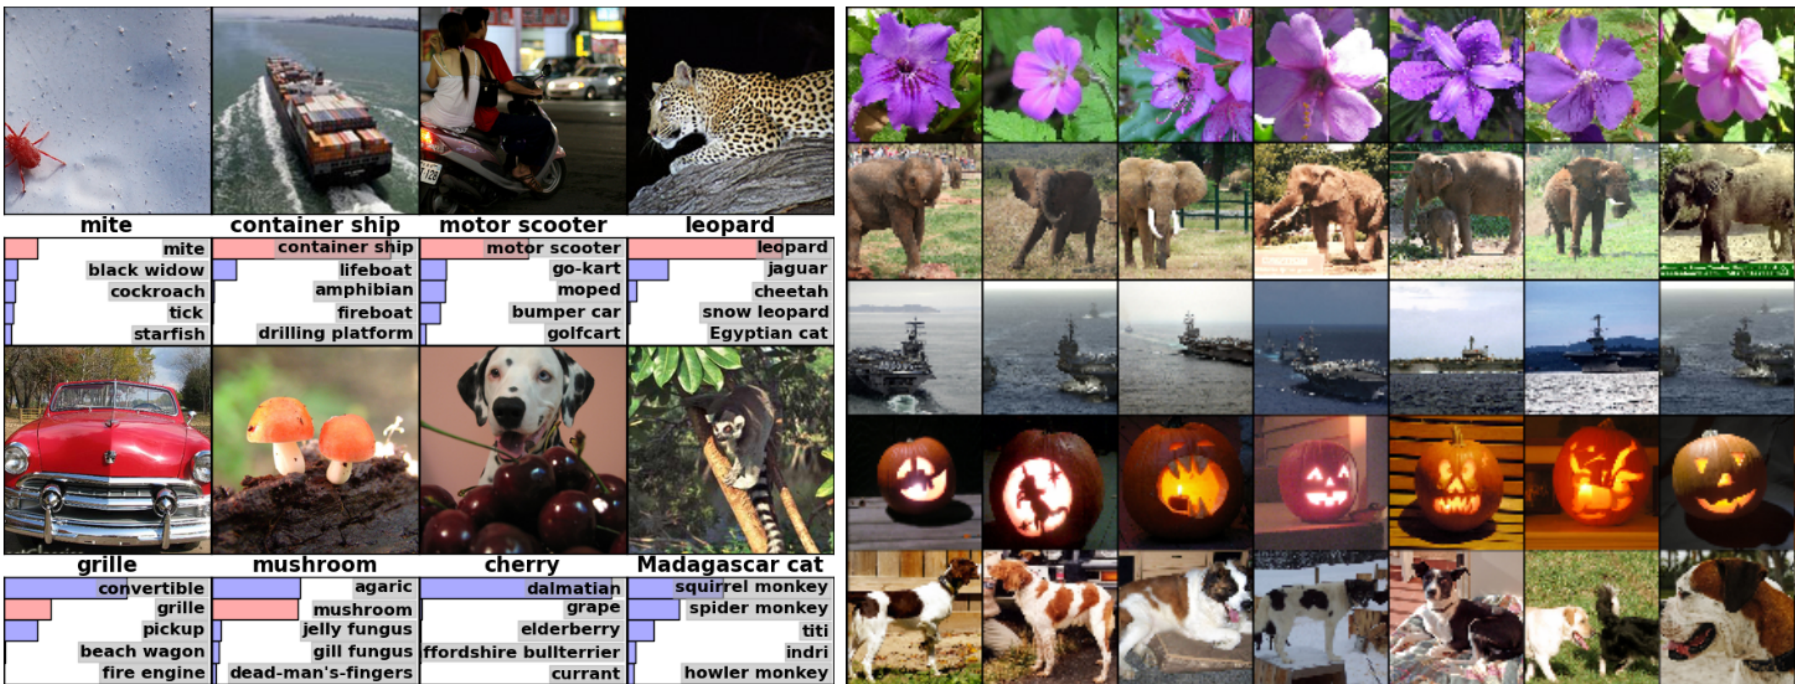 mite
container ship
motor scooter
leopard
mite
black widow
cockroach
tick
starfish
container ship
lifeboat
amphibian
fireboat
drilling platform
motor scooter
go-kart
moped
bumper car
golfcart
leopard
jaguar
cheetah
snow leopard
Egyptian cat
grille
mushroom
cherry
Madagascar cat
convertible
grille
pickup
beach wagon
fire engine
agaric
mushroom
jelly fungus
gill fungus
dead-man's-fingers
dalmatian
grape
elderberry
ffordshire bullterrier
currant
squirrel monkey
spider monkey
titi
indri
howler monkey